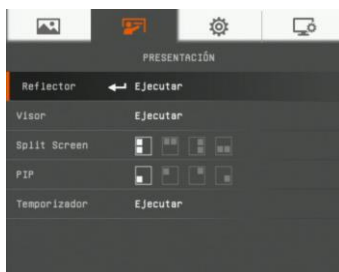 PRESENTACIÓN
Reflector Ejecutar
Visor Ejecutar
Split Screen
PIP
Temporizador Ejecutar